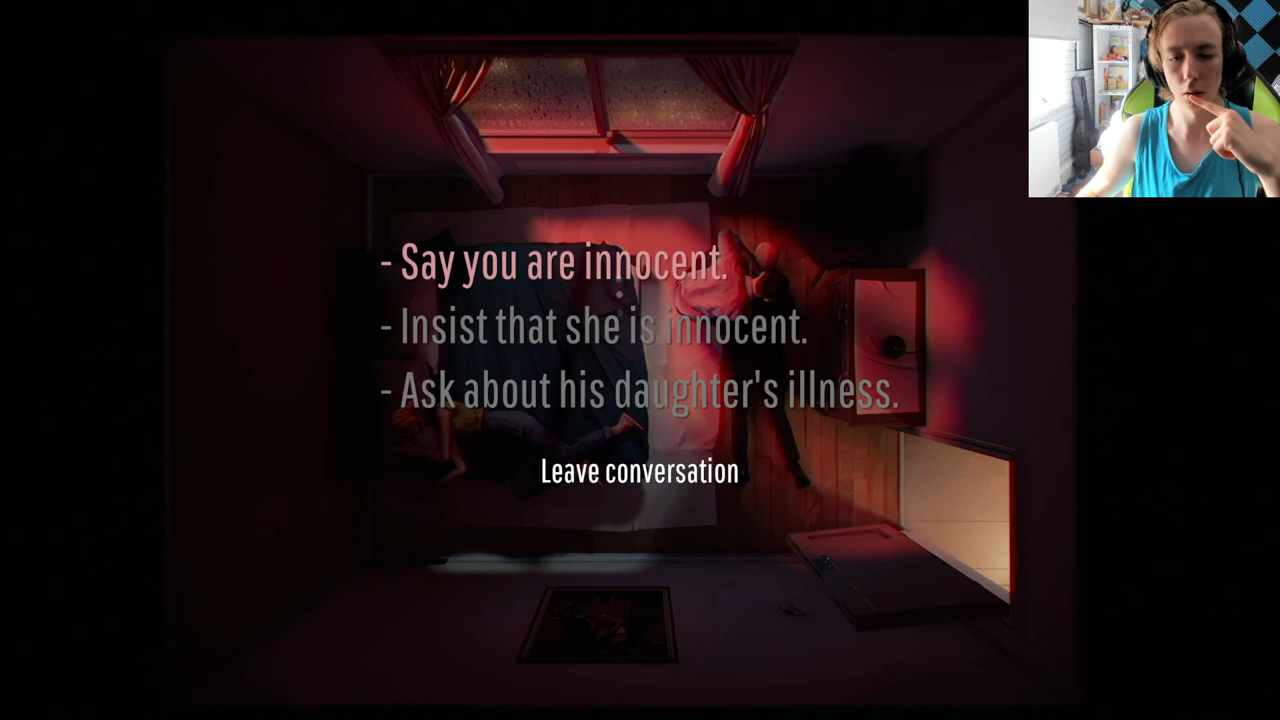 - Say you are innocent.
- Insist that she is innocent.
- Ask about his daughter's illness.
Leave conversation